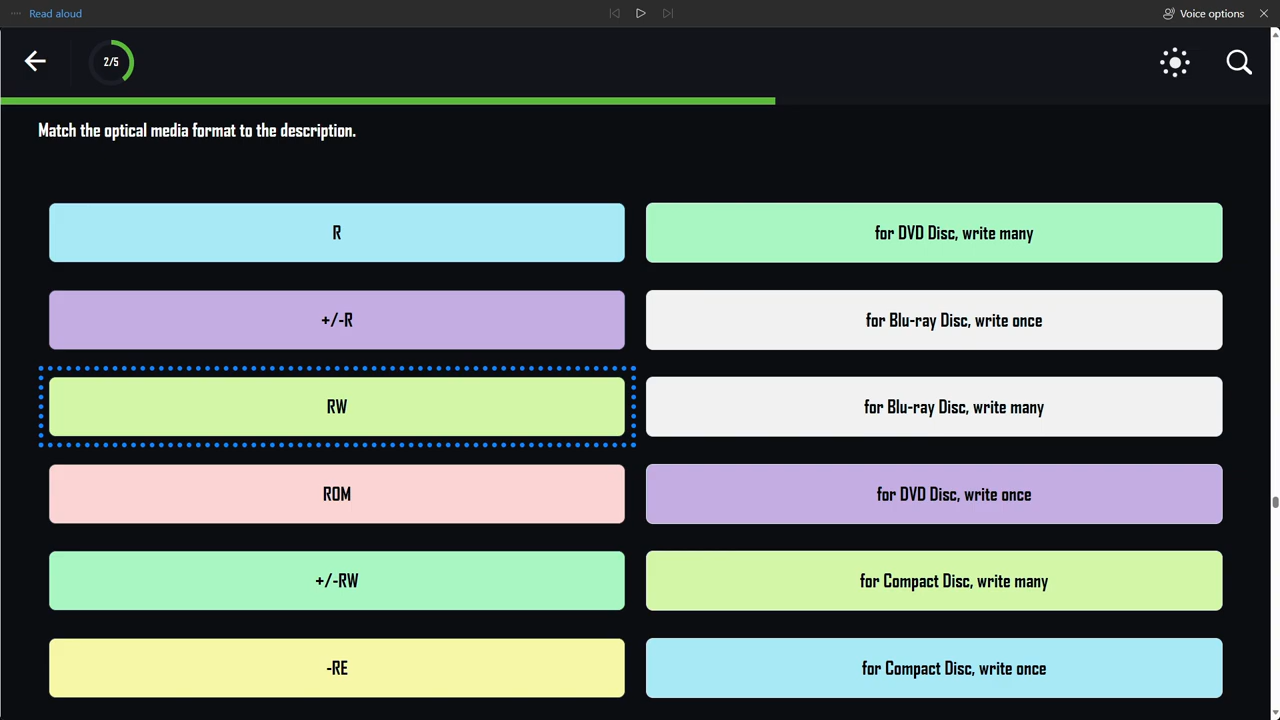 Read aloud
Voice options
2/5
Match the optical media format to the description.
R
for DVD Disc, write many
+/-R
for Blu-ray Disc, write once
RW
for Blu-ray Disc, write many
ROM
for DVD Disc, write once
+/-RW
for Compact Disc, write many
-RE
for Compact Disc, write once